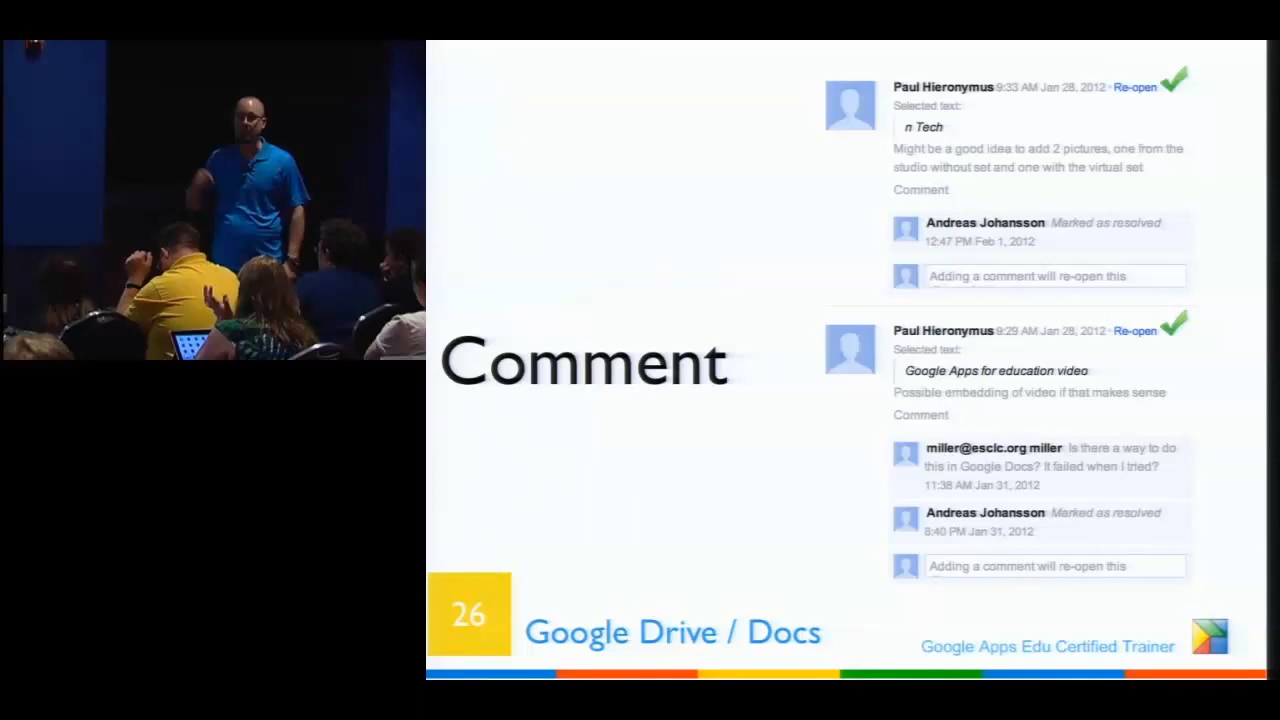 Paul Hieronymus 9:33 AM Jan 28, 2012 · Re-open
Selected text:
n Tech
Might be a good idea to add 2 pictures, one from the
studio without set and one with the virtual set
Comment
Andreas Johansson Marked as resolved
12:47 PM Feb 1, 2012
Adding a comment will re-open this
Paul Hieronymus 9:29 AM Jan 28, 2012 · Re-open
Selected text:
Google Apps for education video
Possible embedding of video if that makes sense
Comment
miller@esclc.org miller Is there a way to do
this in Google Docs? It failed when I tried?
11:38 AM Jan 31, 2012
Andreas Johansson Marked as resolved
8:40 PM Jan 31, 2012
Adding a comment will re-open this
Comment
26
Google Drive / Docs
Google Apps Edu Certified Trainer